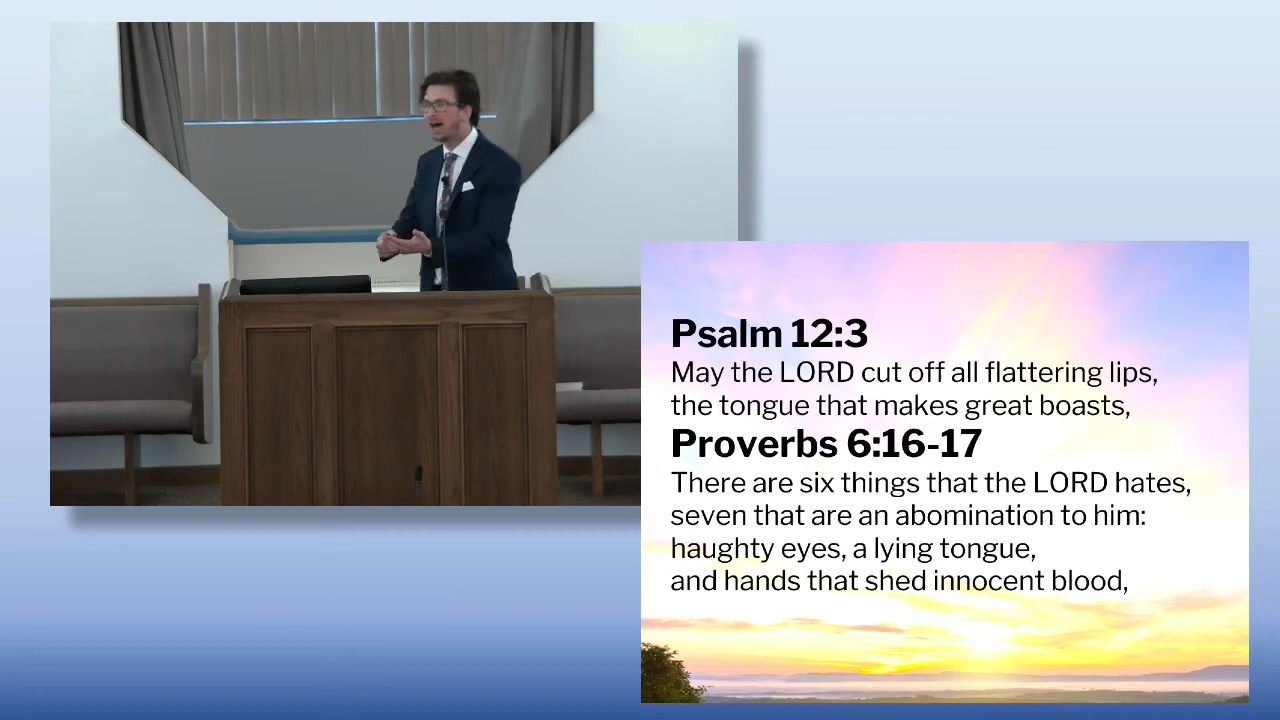 Psalm 12:3
May the LORD cut off all flattering lips,
the tongue that makes great boasts,
Proverbs 6:16-17
There are six things that the LORD hates,
seven that are an abomination to him:
haughty eyes, a lying tongue,
and hands that shed innocent blood,